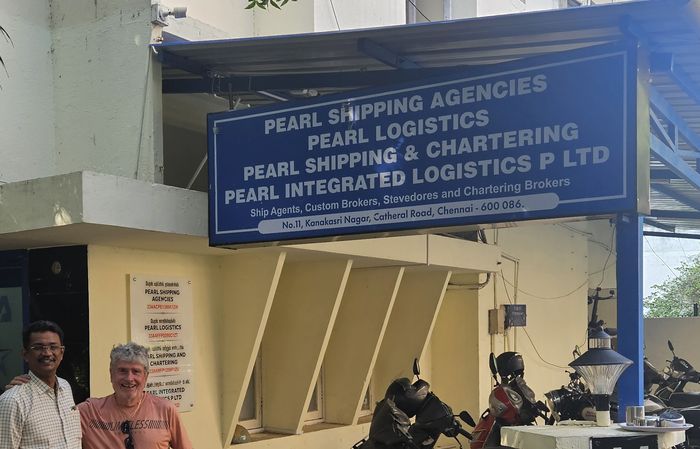 PEARL SHIPPING AGENCIES
PEARL LOGISTICS
PEARL SHIPPING & CHARTERING
PEARL INTEGRATED LOGISTICS P LTD
Ship Agents, Custom Brokers, Stevedores and Chartering Brokers
No.11, Kanakasri Nagar, Catheral Road, Chennai - 600 086.
PEARL SHIPPING
AGENCIES
PEARL LOGISTICS
PEARL SHIPPING AND
CHARTERING
PEARL INTEGRATED
LOGISTICS